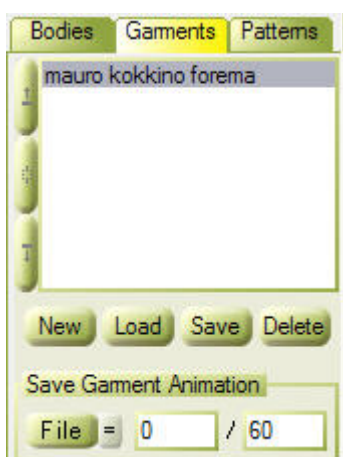 Bodies Garments Patterns
mauro kokkino forema
New Load Save Delete
Save Garment Animation
File = 0 / 60